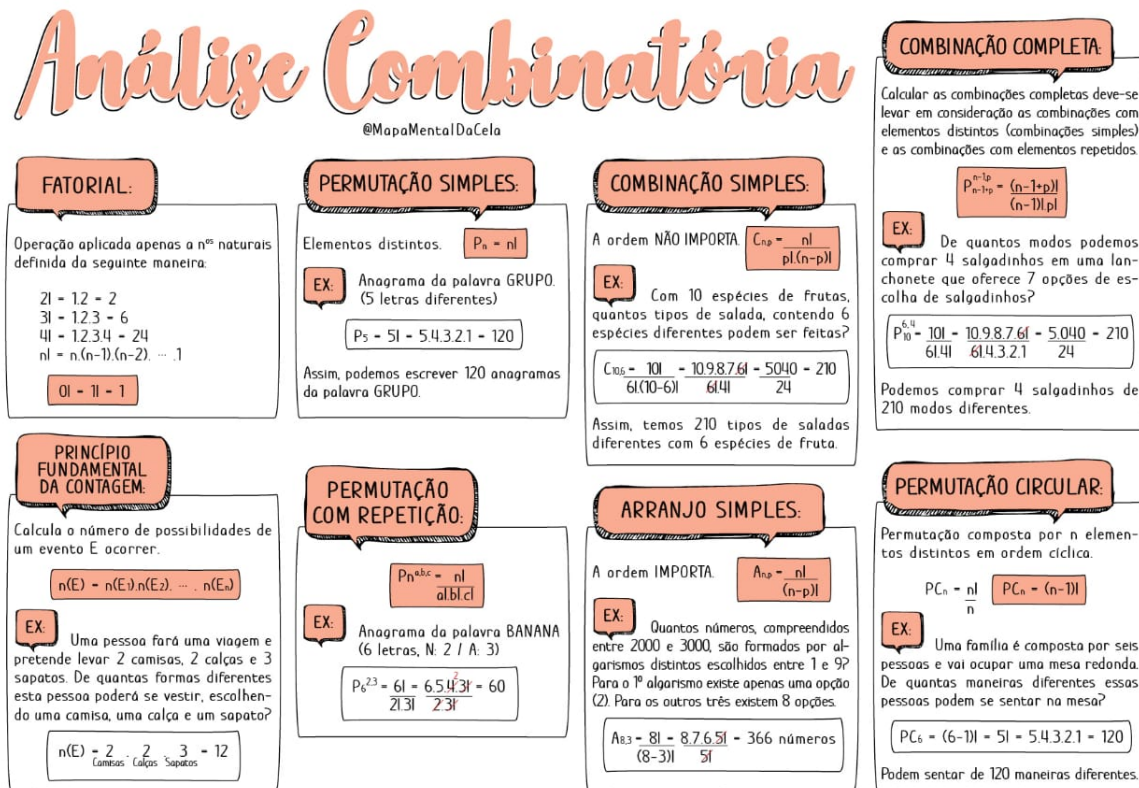 Análise Combinatória
@MapaMentalDaCela
FATORIAL:
Operação aplicada apenas a nºs naturais
definida da seguinte maneira:
2! = 1.2 = 2
3! = 1.2.3 = 6
4! = 1.2.3.4 = 24
n! = n.(n-1).(n-2). ... .1
0! = 1! = 1
PRINCÍPIO
FUNDAMENTAL
DA CONTAGEM:
Calcula o número de possibilidades de
um evento E ocorrer.
n(E) = n(E₁).n(E₂). ... . n(Eₙ)
EX:
Uma pessoa fará uma viagem e
pretende levar 2 camisas, 2 calças e 3
sapatos. De quantas formas diferentes
esta pessoa poderá se vestir, escolhen-
do uma camisa, uma calça e um sapato?
n(E) = 2 . 2 . 3 = 12
Camisas Calças Sapatos
PERMUTAÇÃO SIMPLES:
Elementos distintos.
Pₙ = n!
EX:
Anagrama da palavra GRUPO.
(5 letras diferentes)
P₅ = 5! = 5.4.3.2.1 = 120
Assim, podemos escrever 120 anagramas
da palavra GRUPO.
PERMUTAÇÃO
COM REPETIÇÃO:
Pn^a,b,c = n!
a!.b!.c!
EX:
Anagrama da palavra BANANA
(6 letras, N: 2 / A: 3)
P₆^2,3 = 6! = 6.5.4.3! = 60
2
2!.3! 2.3!
COMBINAÇÃO SIMPLES:
A ordem NÃO IMPORTA.
Cn,p = n!
p!.(n-p)!
EX:
Com 10 espécies de frutas,
quantos tipos de salada, contendo 6
espécies diferentes podem ser feitas?
C10,6 = 10! = 10.9.8.7.6! = 5040 = 210
6!.(10-6)! 6!.4! 24
Assim, temos 210 tipos de saladas
diferentes com 6 espécies de fruta.
ARRANJO SIMPLES:
A ordem IMPORTA.
An,p = n!
(n-p)!
EX:
Quantos números, compreendidos
entre 2000 e 3000, são formados por al-
garismos distintos escolhidos entre 1 e 9?
Para o 1º algarismo existe apenas uma opção
(2). Para os outros três existem 8 opções.
A8,3 = 8! = 8.7.6.5! = 366 números
(8-3)! 5!
COMBINAÇÃO COMPLETA:
Calcular as combinações completas deve-se
levar em consideração as combinações com
elementos distintos (combinações simples)
e as combinações com elementos repetidos.
P n-1,p n-1+p = (n-1+p)!
(n-1)!.p!
EX:
De quantos modos podemos
comprar 4 salgadinhos em uma lan-
chonete que oferece 7 opções de es-
colha de salgadinhos?
P 6,4 10 = 10! = 10.9.8.7.6! = 5.040 = 210
6!.4! 6!.4.3.2.1 24
Podemos comprar 4 salgadinhos de
210 modos diferentes.
PERMUTAÇÃO CIRCULAR:
Permutação composta por n elemen-
tos distintos em ordem cíclica.
PCₙ = n!
n
PCₙ = (n-1)!
EX:
Uma família é composta por seis
pessoas e vai ocupar uma mesa redonda.
De quantas maneiras diferentes essas
pessoas podem se sentar na mesa?
PC₆ = (6-1)! = 5! = 5.4.3.2.1 = 120
Podem sentar de 120 maneiras diferentes.